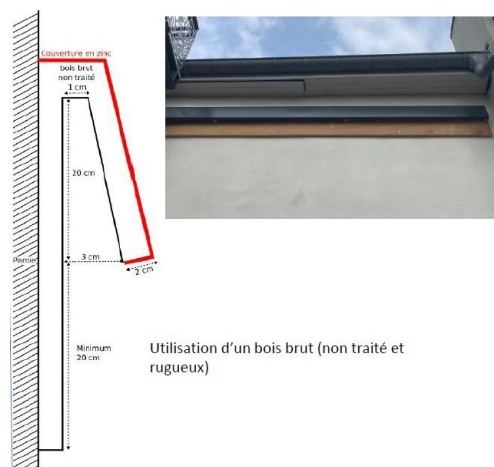 Couverture en zinc
bois brut
non traité
1 cm
20 cm
Paroie
3 cm
2 cm
Minimum
20 cm
Utilisation d’un bois brut (non traité et
rugueux)